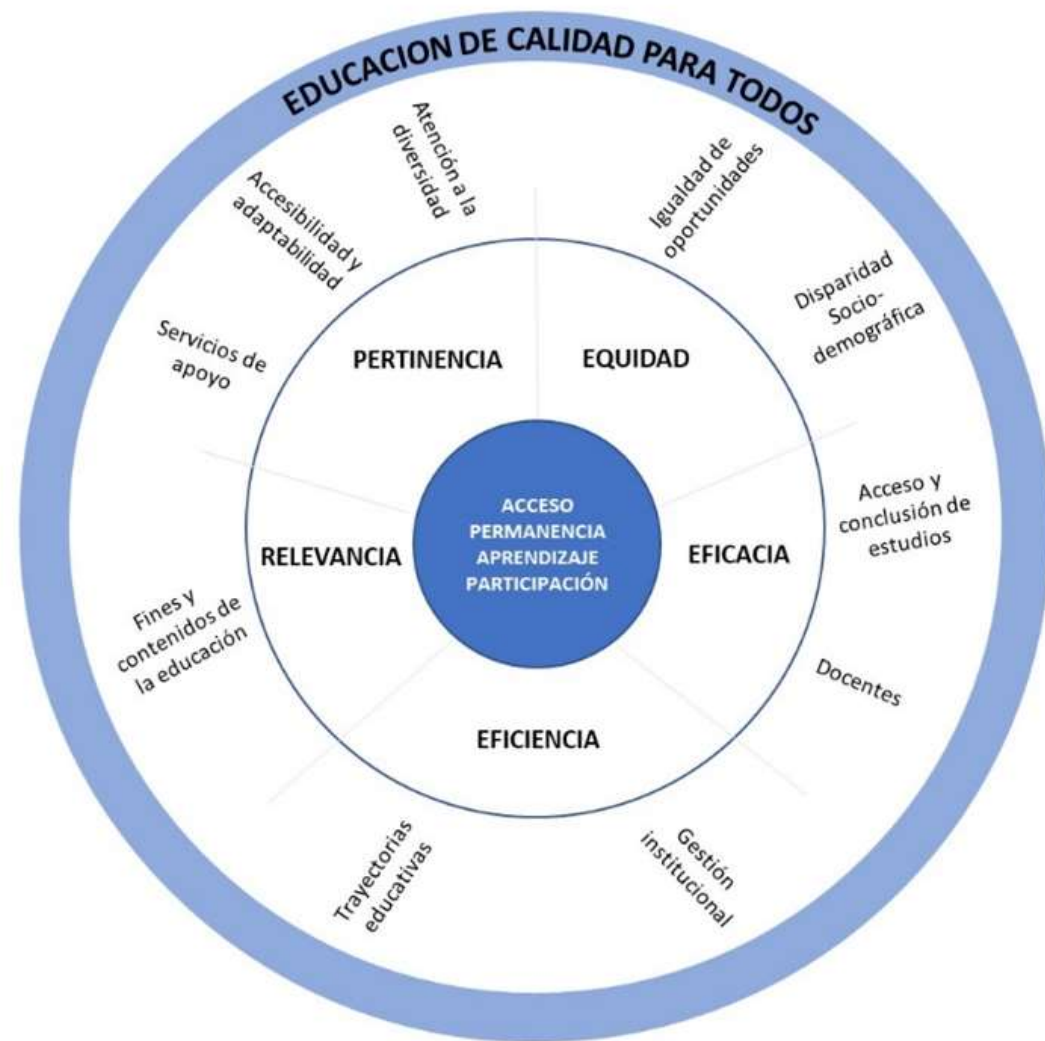 EDUCACION DE CALIDAD PARA TODOS
Atención a la
diversidad
Igualdad de
oportunidades
Accesibilidad y
adaptabilidad
Disparidad
Socio-
demográfica
Servicios de
apoyo
PERTINENCIA
EQUIDAD
Acceso y
conclusión de
estudios
ACCESO
PERMANENCIA
APRENDIZAJE
PARTICIPACIÓN
RELEVANCIA
EFICACIA
Fines y
contenidos de
la educación
Docentes
EFICIENCIA
Trayectorias
educativas
Gestión
institucional